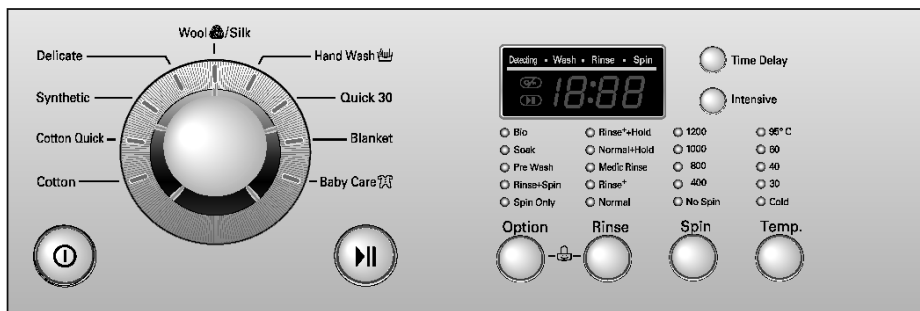 Wool /Silk
Delicate
Hand Wash
Synthetic
Quick 30
Cotton Quick
Blanket
Cotton
Baby Care
Detecting • Wash • Rinse • Spin
18:88
Time Delay
Intensive
Bio
Soak
Pre Wash
Rinse+Spin
Spin Only
Option
Rinse⁺+Hold
Normal+Hold
Medic Rinse
Rinse⁺
Normal
Rinse
1200
1000
800
400
No Spin
Spin
95° C
60
40
30
Cold
Temp.